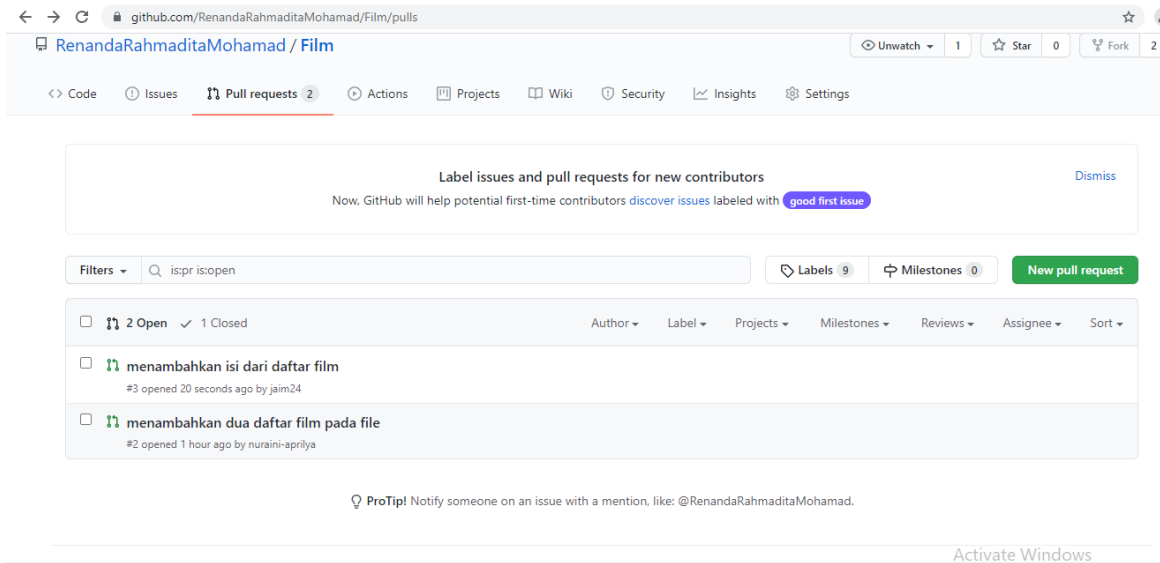 github.com/RenandaRahmaditaMohamad/Film/pulls
RenandaRahmaditaMohamad / Film
Unwatch 1 Star 0 Fork 2
Code Issues Pull requests 2 Actions Projects Wiki Security Insights Settings
Label issues and pull requests for new contributors
Dismiss
Now, GitHub will help potential first-time contributors discover issues labeled with good first issue
Filters is:pr is:open Labels 9 Milestones 0 New pull request
2 Open 1 Closed Author Label Projects Milestones Reviews Assignee Sort
menambahkan isi dari daftar film
#3 opened 20 seconds ago by jaim24
menambahkan dua daftar film pada file
#2 opened 1 hour ago by nuraini-aprilya
ProTip! Notify someone on an issue with a mention, like: @RenandaRahmaditaMohamad.
Activate Windows